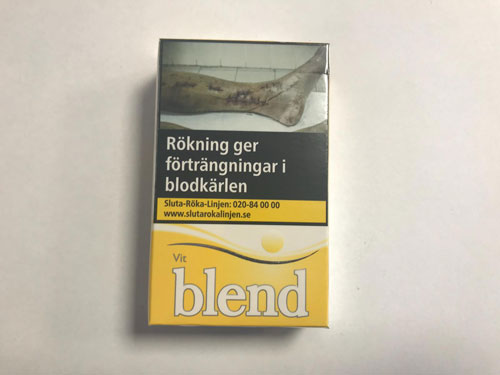 Rökning ger
förträngningar i
blodkärlen
Sluta-Röka-Linjen: 020-84 00 00
www.slutarokalinjen.se
Vit
blend